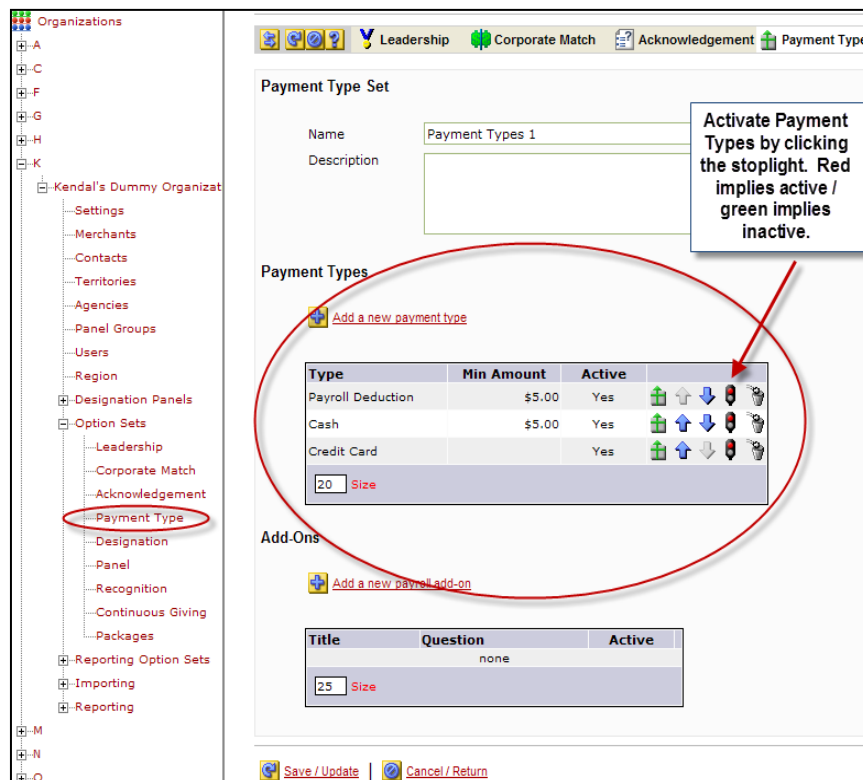 Organizations
A
C
F
G
H
K
Kendal's Dummy Organizat
Settings
Merchants
Contacts
Territories
Agencies
Panel Groups
Users
Region
Designation Panels
Option Sets
Leadership
Corporate Match
Acknowledgement
Payment Type
Designation
Panel
Recognition
Continuous Giving
Packages
Reporting Option Sets
Importing
Reporting
M
N
O
Leadership Corporate Match Acknowledgement Payment Type
Payment Type Set
Name Payment Types 1
Description
Activate Payment
Types by clicking
the stoplight. Red
implies active /
green implies
inactive.
Payment Types
Add a new payment type
Type Min Amount Active
Payroll Deduction $5.00 Yes
Cash $5.00 Yes
Credit Card Yes
20 Size
Add-Ons
Add a new payroll add-on
Title Question Active
none
25 Size
Save / Update | Cancel / Return